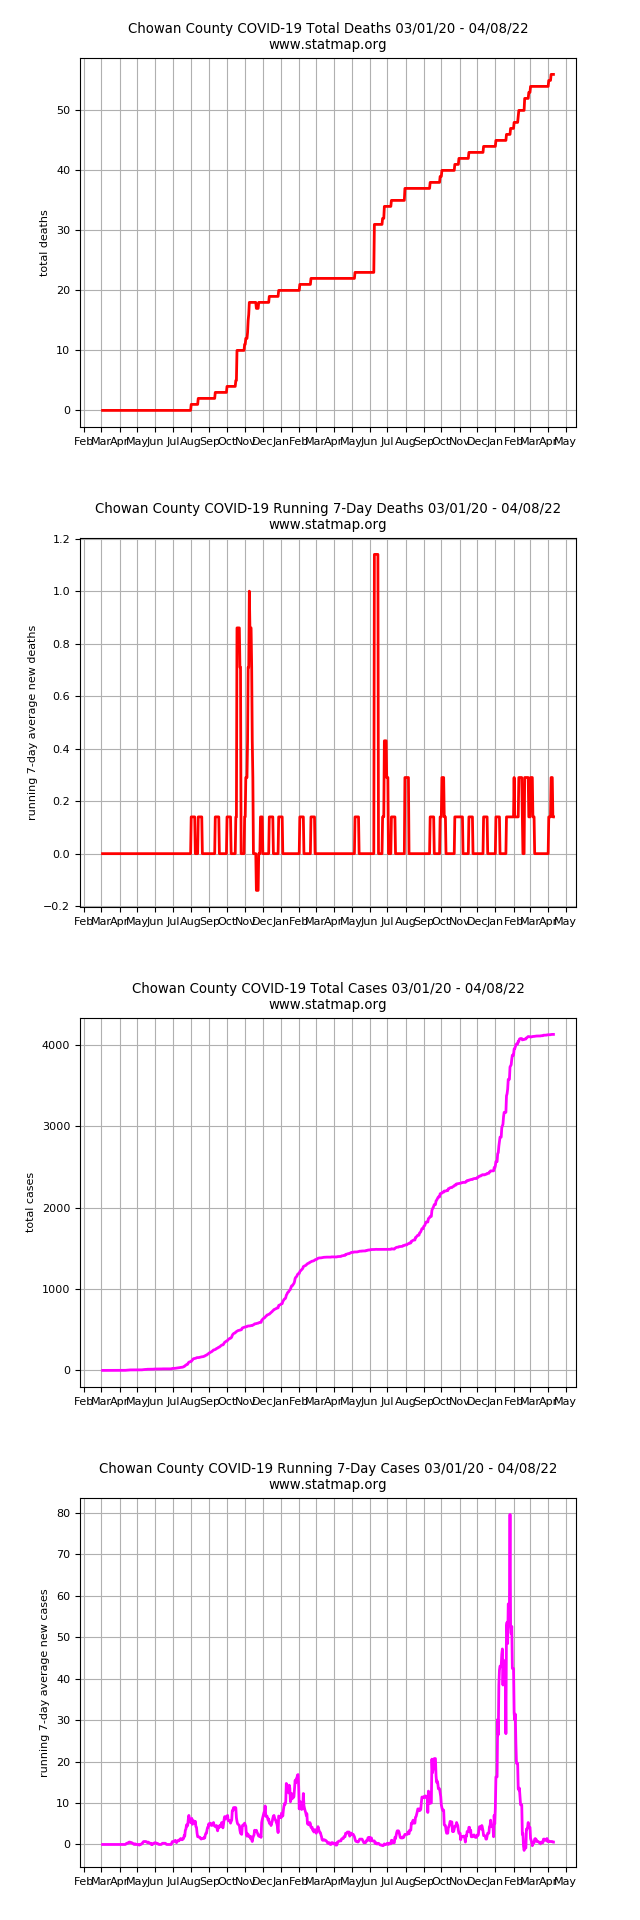 Chowan County COVID-19 Total Deaths 03/01/20 - 04/08/22
www.statmap.org
50
40
30
20
10
0
total deaths
Feb Mar Apr May Jun Jul Aug Sep Oct Nov Dec Jan Feb Mar Apr May Jun Jul Aug Sep Oct Nov Dec Jan Feb Mar Apr May
Chowan County COVID-19 Running 7-Day Deaths 03/01/20 - 04/08/22
www.statmap.org
1.2
1.0
0.8
0.6
0.4
0.2
0.0
−0.2
running 7-day average new deaths
Feb Mar Apr May Jun Jul Aug Sep Oct Nov Dec Jan Feb Mar Apr May Jun Jul Aug Sep Oct Nov Dec Jan Feb Mar Apr May
Chowan County COVID-19 Total Cases 03/01/20 - 04/08/22
www.statmap.org
4000
3000
2000
1000
0
total cases
Feb Mar Apr May Jun Jul Aug Sep Oct Nov Dec Jan Feb Mar Apr May Jun Jul Aug Sep Oct Nov Dec Jan Feb Mar Apr May
Chowan County COVID-19 Running 7-Day Cases 03/01/20 - 04/08/22
www.statmap.org
80
70
60
50
40
30
20
10
0
running 7-day average new cases
Feb Mar Apr May Jun Jul Aug Sep Oct Nov Dec Jan Feb Mar Apr May Jun Jul Aug Sep Oct Nov Dec Jan Feb Mar Apr May